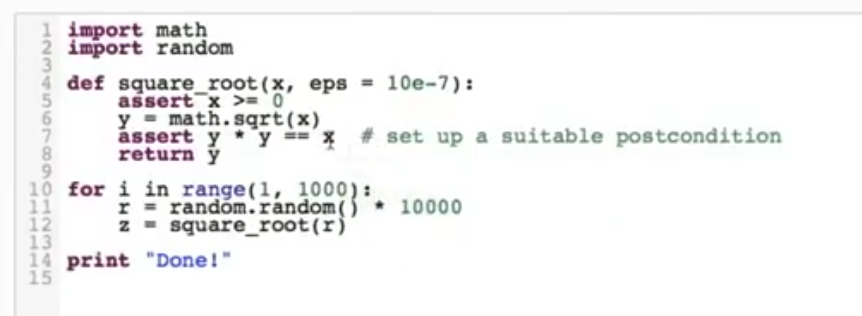 1 import math
2 import random
3
4 def square_root(x, eps = 10e-7):
5     assert x >= 0
6     y = math.sqrt(x)
7     assert y * y == x  # set up a suitable postcondition
8     return y
9
10 for i in range(1, 1000):
11     r = random.random() * 10000
12     z = square_root(r)
13
14 print "Done!"
15